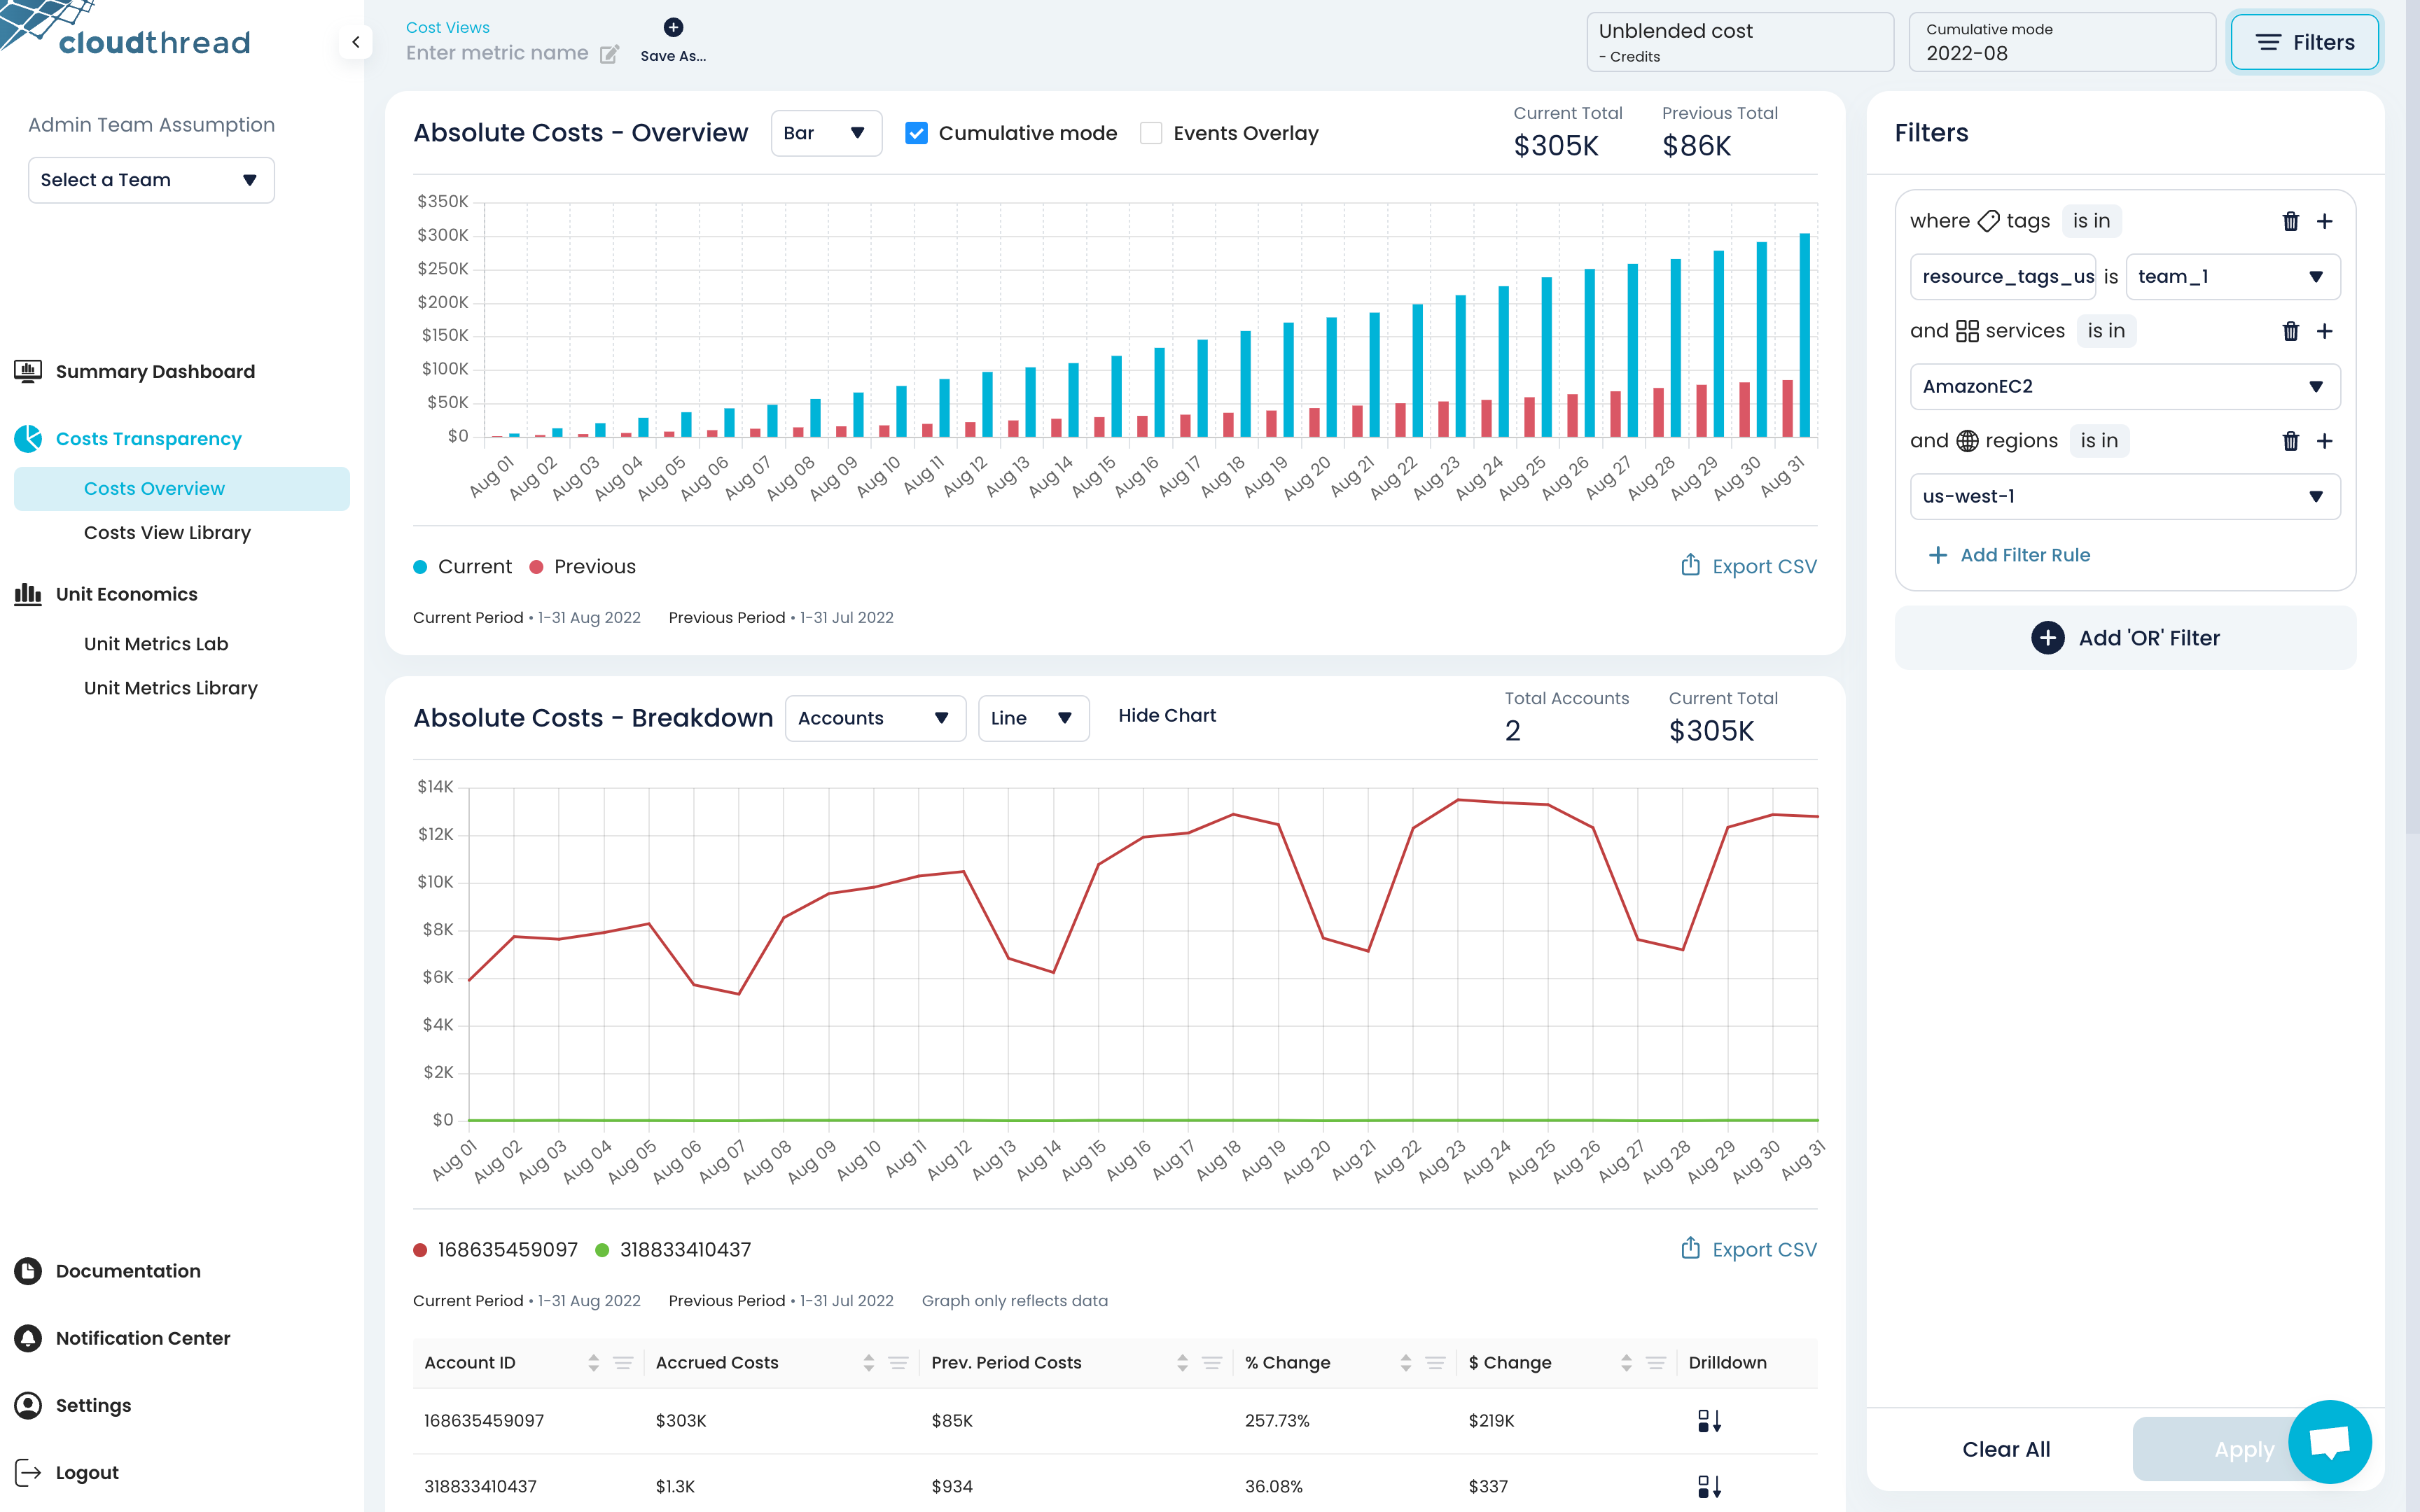 cloudthread
Admin Team Assumption
Select a Team
Summary Dashboard
Costs Transparency
Costs Overview
Costs View Library
Unit Economics
Unit Metrics Lab
Unit Metrics Library
Documentation
Notification Center
Settings
Logout
Cost Views
Enter metric name
Save As...
Unblended cost
- Credits
Cumulative mode
2022-08
Filters
Absolute Costs - Overview
Bar
Cumulative mode
Events Overlay
Current Total
$305K
Previous Total
$86K
$350K
$300K
$250K
$200K
$150K
$100K
$50K
$0
Aug 01 Aug 02 Aug 03 Aug 04 Aug 05 Aug 06 Aug 07 Aug 08 Aug 09 Aug 10 Aug 11 Aug 12 Aug 13 Aug 14 Aug 15 Aug 16 Aug 17 Aug 18 Aug 19 Aug 20 Aug 21 Aug 22 Aug 23 Aug 24 Aug 25 Aug 26 Aug 27 Aug 28 Aug 29 Aug 30 Aug 31
Current Previous
Export CSV
Current Period • 1-31 Aug 2022 Previous Period • 1-31 Jul 2022
Absolute Costs - Breakdown
Accounts
Line
Hide Chart
Total Accounts
2
Current Total
$305K
$14K
$12K
$10K
$8K
$6K
$4K
$2K
$0
Aug 01 Aug 02 Aug 03 Aug 04 Aug 05 Aug 06 Aug 07 Aug 08 Aug 09 Aug 10 Aug 11 Aug 12 Aug 13 Aug 14 Aug 15 Aug 16 Aug 17 Aug 18 Aug 19 Aug 20 Aug 21 Aug 22 Aug 23 Aug 24 Aug 25 Aug 26 Aug 27 Aug 28 Aug 29 Aug 30 Aug 31
168635459097 318833410437
Export CSV
Current Period • 1-31 Aug 2022 Previous Period • 1-31 Jul 2022 Graph only reflects data
Account ID Accrued Costs Prev. Period Costs % Change $ Change Drilldown
168635459097 $303K $85K 257.73% $219K
318833410437 $1.3K $934 36.08% $337
Filters
where tags is in
resource_tags_us is team_1
and services is in
AmazonEC2
and regions is in
us-west-1
Add Filter Rule
Add 'OR' Filter
Clear All
Apply